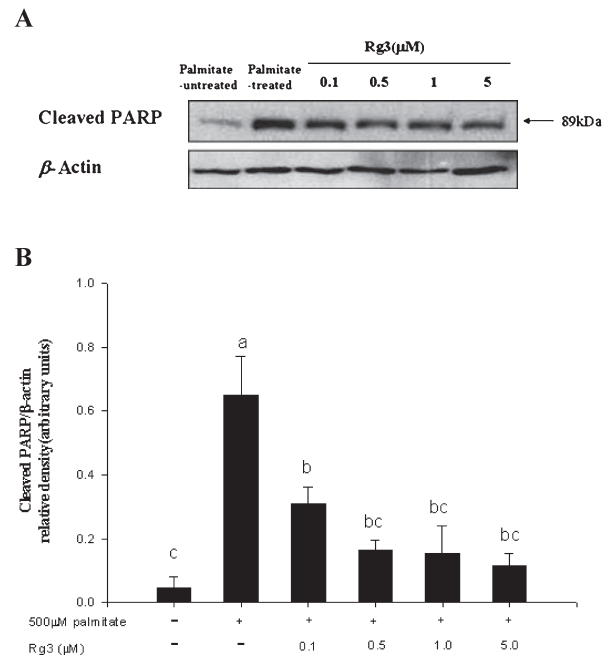 A
Rg3(μM)
Palmitate Palmitate
-untreated -treated 0.1 0.5 1 5
Cleaved PARP 89kDa
β-Actin
B
Cleaved PARP/β-actin
relative density(arbitrary units)
1.0
0.8
0.6
0.4
0.2
0.0
c a b bc bc bc
500μM palmitate - + + + + +
Rg3 (μM) - - 0.1 0.5 1.0 5.0